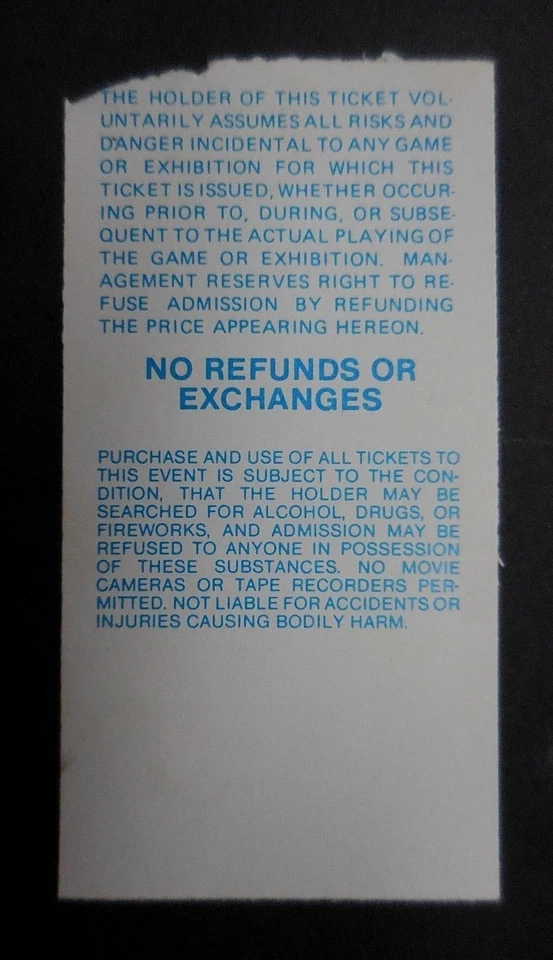 THE HOLDER OF THIS TICKET VOL-
UNTARILY ASSUMES ALL RISKS AND
DANGER INCIDENTAL TO ANY GAME
OR EXHIBITION FOR WHICH THIS
TICKET IS ISSUED, WHETHER OCCUR-
ING PRIOR TO, DURING, OR SUBSE-
QUENT TO THE ACTUAL PLAYING OF
THE GAME OR EXHIBITION. MAN-
AGEMENT RESERVES RIGHT TO RE-
FUSE ADMISSION BY REFUNDING
THE PRICE APPEARING HEREON.
NO REFUNDS OR
EXCHANGES
PURCHASE AND USE OF ALL TICKETS TO
THIS EVENT IS SUBJECT TO THE CON-
DITION, THAT THE HOLDER MAY BE
SEARCHED FOR ALCOHOL, DRUGS, OR
FIREWORKS, AND ADMISSION MAY BE
REFUSED TO ANYONE IN POSSESSION
OF THESE SUBSTANCES. NO MOVIE
CAMERAS OR TAPE RECORDERS PER-
MITTED. NOT LIABLE FOR ACCIDENTS OR
INJURIES CAUSING BODILY HARM.